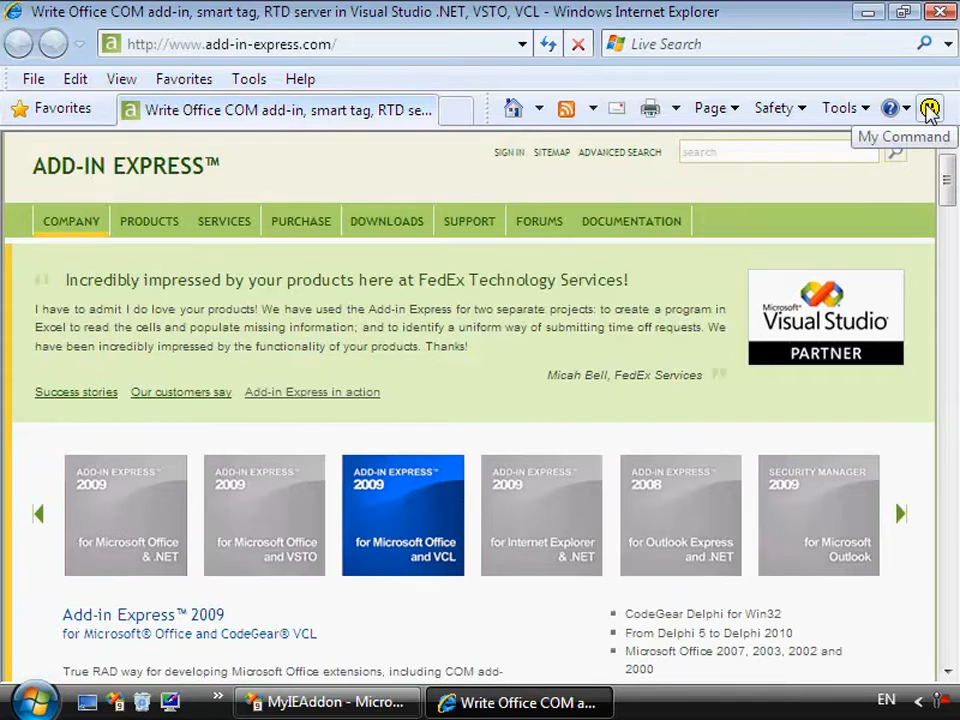 Write Office COM add-in, smart tag, RTD server in Visual Studio .NET, VSTO, VCL - Windows Internet Explorer
http://www.add-in-express.com/
Live Search
File Edit View Favorites Tools Help
Favorites
Write Office COM add-in, smart tag, RTD se...
Page Safety Tools
My Command
ADD-IN EXPRESS™
SIGN IN SITEMAP ADVANCED SEARCH
search
COMPANY PRODUCTS SERVICES PURCHASE DOWNLOADS SUPPORT FORUMS DOCUMENTATION
Incredibly impressed by your products here at FedEx Technology Services!
I have to admit I do love your products! We have used the Add-in Express for two separate projects: to create a program in
Excel to read the cells and populate missing information; and to identify a uniform way of submitting time off requests. We
have been incredibly impressed by the functionality of your products. Thanks!
Micah Bell, FedEx Services
Success stories Our customers say Add-in Express in action
Microsoft®
Visual Studio®
PARTNER
ADD-IN EXPRESS™
2009
for Microsoft Office
& .NET
ADD-IN EXPRESS™
2009
for Microsoft Office
and VSTO
ADD-IN EXPRESS™
2009
for Microsoft Office
and VCL
ADD-IN EXPRESS™
2009
for Internet Explorer
& .NET
ADD-IN EXPRESS™
2008
for Outlook Express
and .NET
SECURITY MANAGER
2009
for Microsoft
Outlook
Add-in Express™ 2009
for Microsoft® Office and CodeGear® VCL
True RAD way for developing Microsoft Office extensions, including COM add-
CodeGear Delphi for Win32
From Delphi 5 to Delphi 2010
Microsoft Office 2007, 2003, 2002 and
2000
MyIEAddon - Micro...
Write Office COM a...
EN